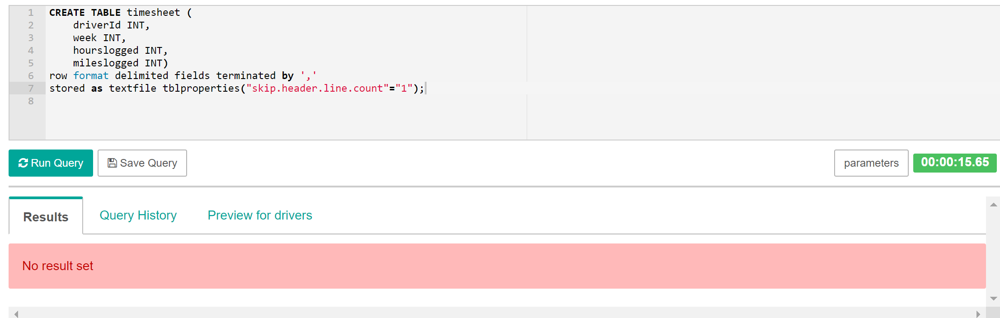 1 CREATE TABLE timesheet (
2 driverId INT,
3 week INT,
4 hourslogged INT,
5 mileslogged INT)
6 row format delimited fields terminated by ','
7 stored as textfile tblproperties("skip.header.line.count"="1");
8
Run Query Save Query parameters 00:00:15.65
Results Query History Preview for drivers
No result set